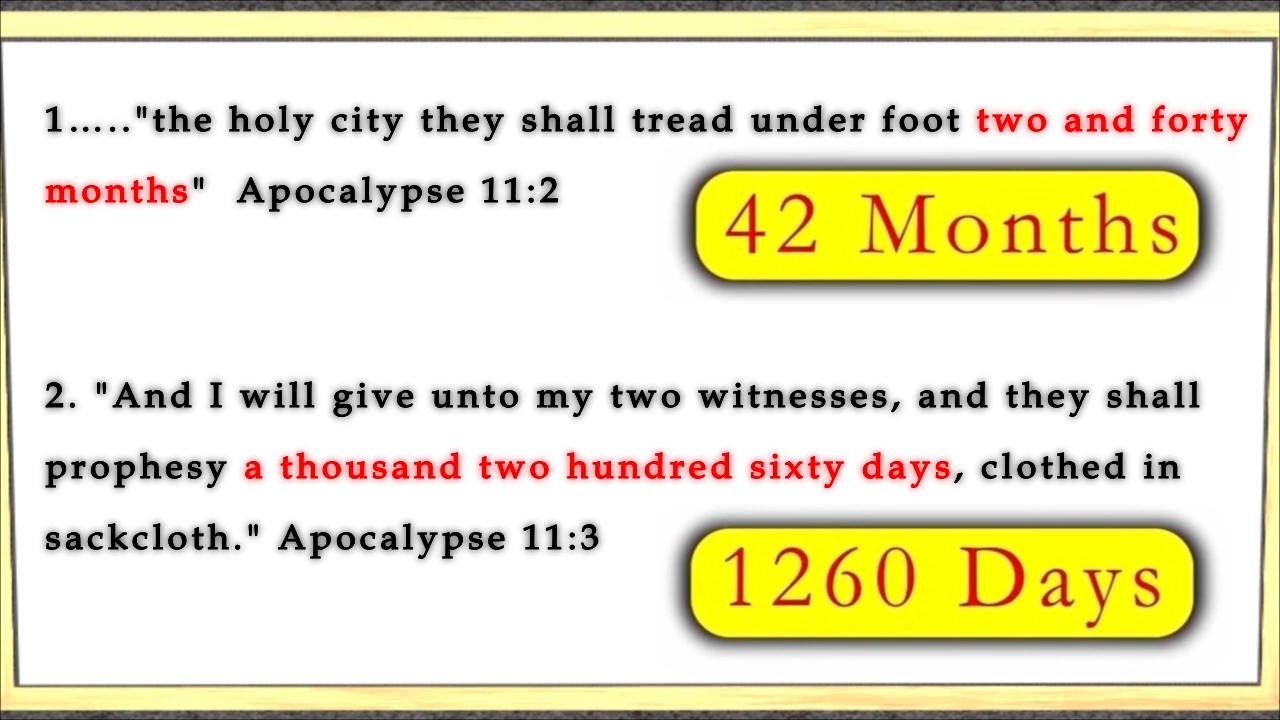 1....."the holy city they shall tread under foot two and forty
months"  Apocalypse 11:2
42 Months
2. "And I will give unto my two witnesses, and they shall
prophesy a thousand two hundred sixty days, clothed in
sackcloth." Apocalypse 11:3
1260 Days